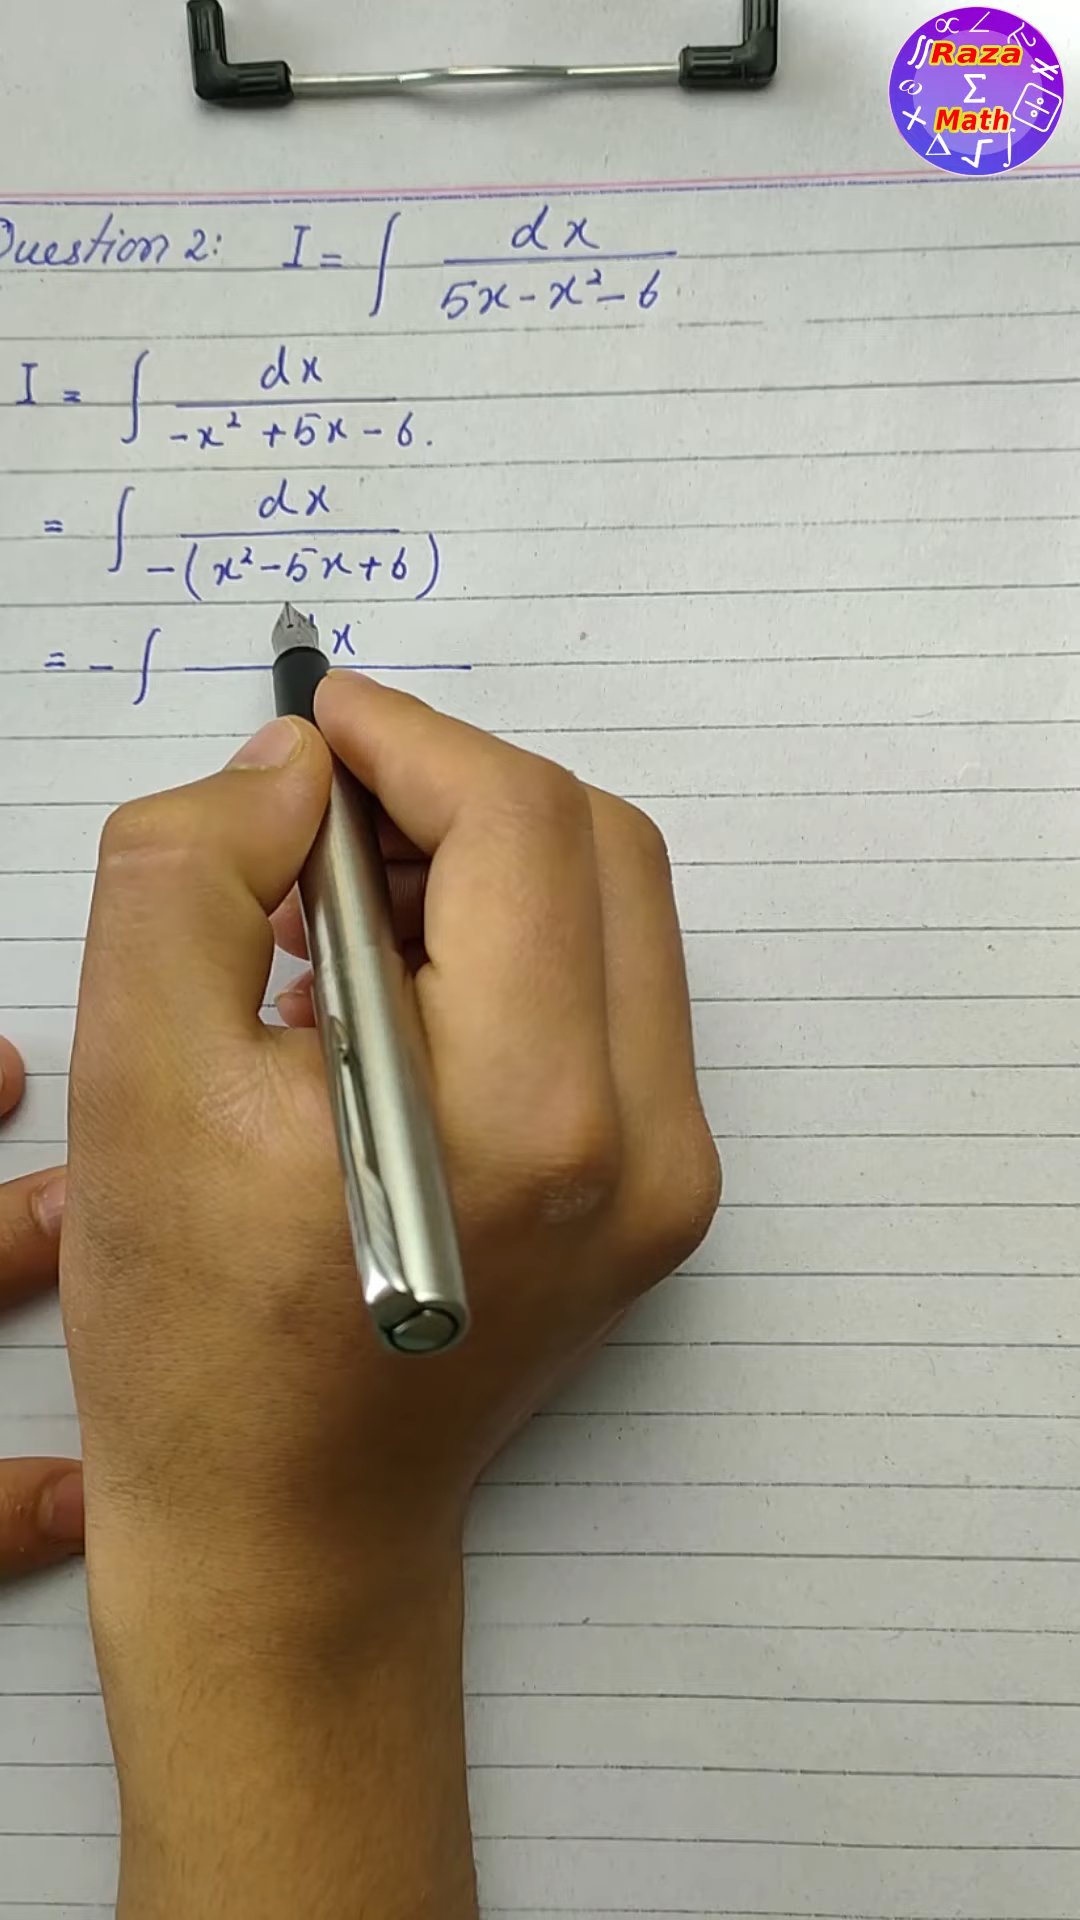 Raza
Σ
Math
Question 2: I = ∫ dx / (5x - x² - 6)
I = ∫ dx / (-x² + 5x - 6).
= ∫ dx / -(x² - 5x + 6)
= - ∫ x